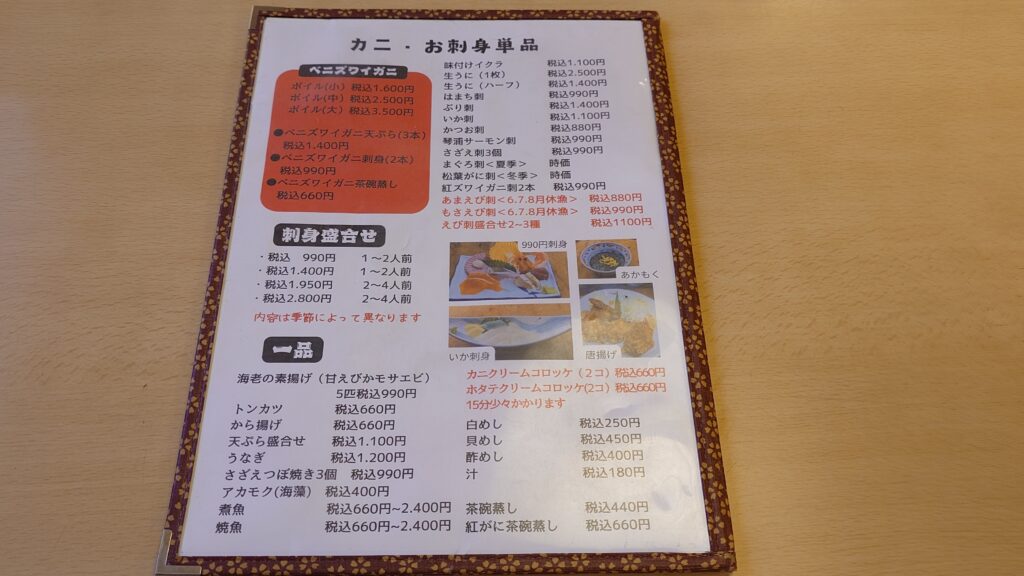 カニ・お刺身単品
ベニズワイガニ
ボイル(小) 税込1.600円
ボイル(中) 税込2.500円
ボイル(大) 税込3.500円
●ベニズワイガニ天ぷら(3本)
税込1.400円
●ベニズワイガニ刺身(2本)
税込990円
●ベニズワイガニ茶碗蒸し
税込660円
刺身盛合せ
・税込 990円 1〜2人前
・税込1.400円 1〜2人前
・税込1.950円 2〜4人前
・税込2.800円 2〜4人前
内容は季節によって異なります
味付けイクラ 税込1.100円
生うに(1枚) 税込2.500円
生うに(ハーフ) 税込1.400円
はまち刺 税込990円
ぶり刺 税込1.400円
いか刺 税込1.100円
かつお刺 税込880円
琴浦サーモン刺 税込990円
さざえ刺3個 税込990円
まぐろ刺<夏季> 時価
松葉がに刺<冬季> 時価
紅ズワイガニ刺2本 税込990円
あまえび刺<6.7.8月休漁> 税込880円
もさえび刺<6.7.8月休漁> 税込990円
えび刺盛合せ2~3種 税込1100円
990円刺身
あかもく
いか刺身
唐揚げ
一品
海老の素揚げ(甘えびかモサエビ)
5匹税込990円
トンカツ 税込660円
から揚げ 税込660円
天ぷら盛合せ 税込1.100円
うなぎ 税込1.200円
さざえつぼ焼き3個 税込990円
アカモク(海藻) 税込400円
煮魚 税込660円~2.400円
焼魚 税込660円~2.400円
カニクリームコロッケ(2コ)税込660円
ホタテクリームコロッケ(2コ)税込660円
15分少々かかります
白めし 税込250円
貝めし 税込450円
酢めし 税込400円
汁 税込180円
茶碗蒸し 税込440円
紅がに茶碗蒸し 税込660円